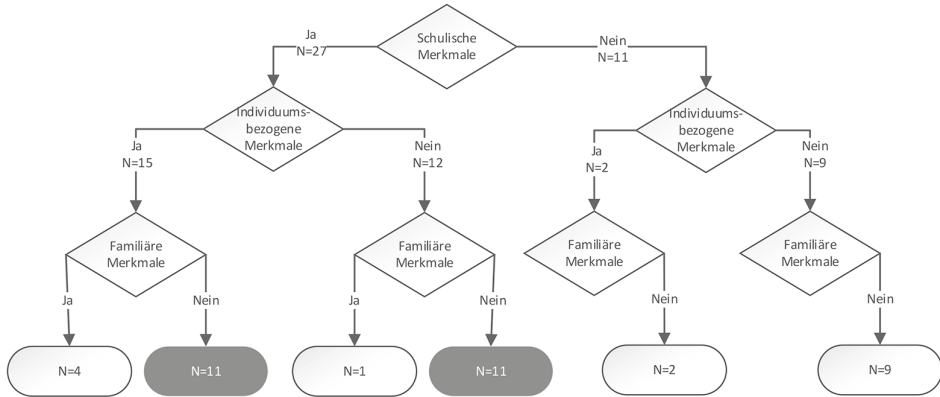 Schulische
Merkmale
Ja
N=27
Nein
N=11
Individuums-
bezogene
Merkmale
Individuums-
bezogene
Merkmale
Ja
N=15
Nein
N=12
Ja
N=2
Nein
N=9
Familiäre
Merkmale
Familiäre
Merkmale
Familiäre
Merkmale
Familiäre
Merkmale
Ja
Nein
Ja
Nein
Nein
Nein
N=4
N=11
N=1
N=11
N=2
N=9